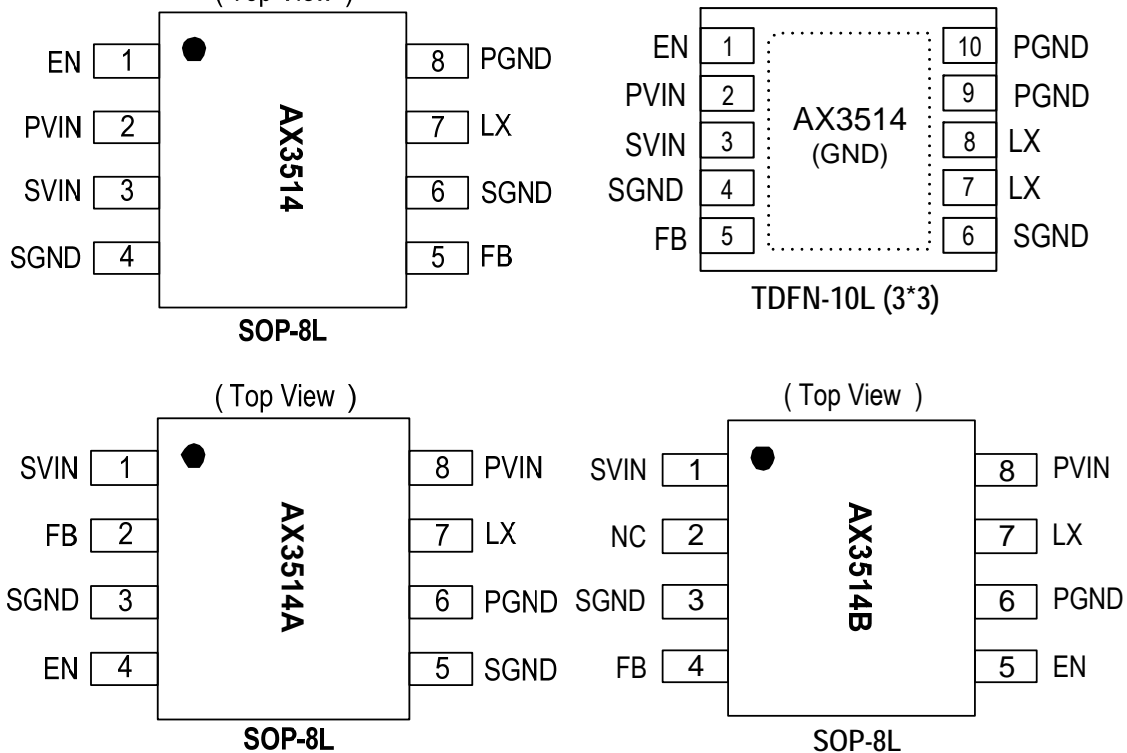 ( Top View )
EN 1 8 PGND
PVIN 2 7 LX
SVIN 3 6 SGND
SGND 4 5 FB
AX3514
SOP-8L
EN 1 10 PGND
PVIN 2 9 PGND
SVIN 3 8 LX
SGND 4 7 LX
FB 5 6 SGND
AX3514
(GND)
TDFN-10L (3*3)
( Top View )
SVIN 1 8 PVIN
FB 2 7 LX
SGND 3 6 PGND
EN 4 5 SGND
AX3514A
SOP-8L
( Top View )
SVIN 1 8 PVIN
NC 2 7 LX
SGND 3 6 PGND
FB 4 5 EN
AX3514B
SOP-8L